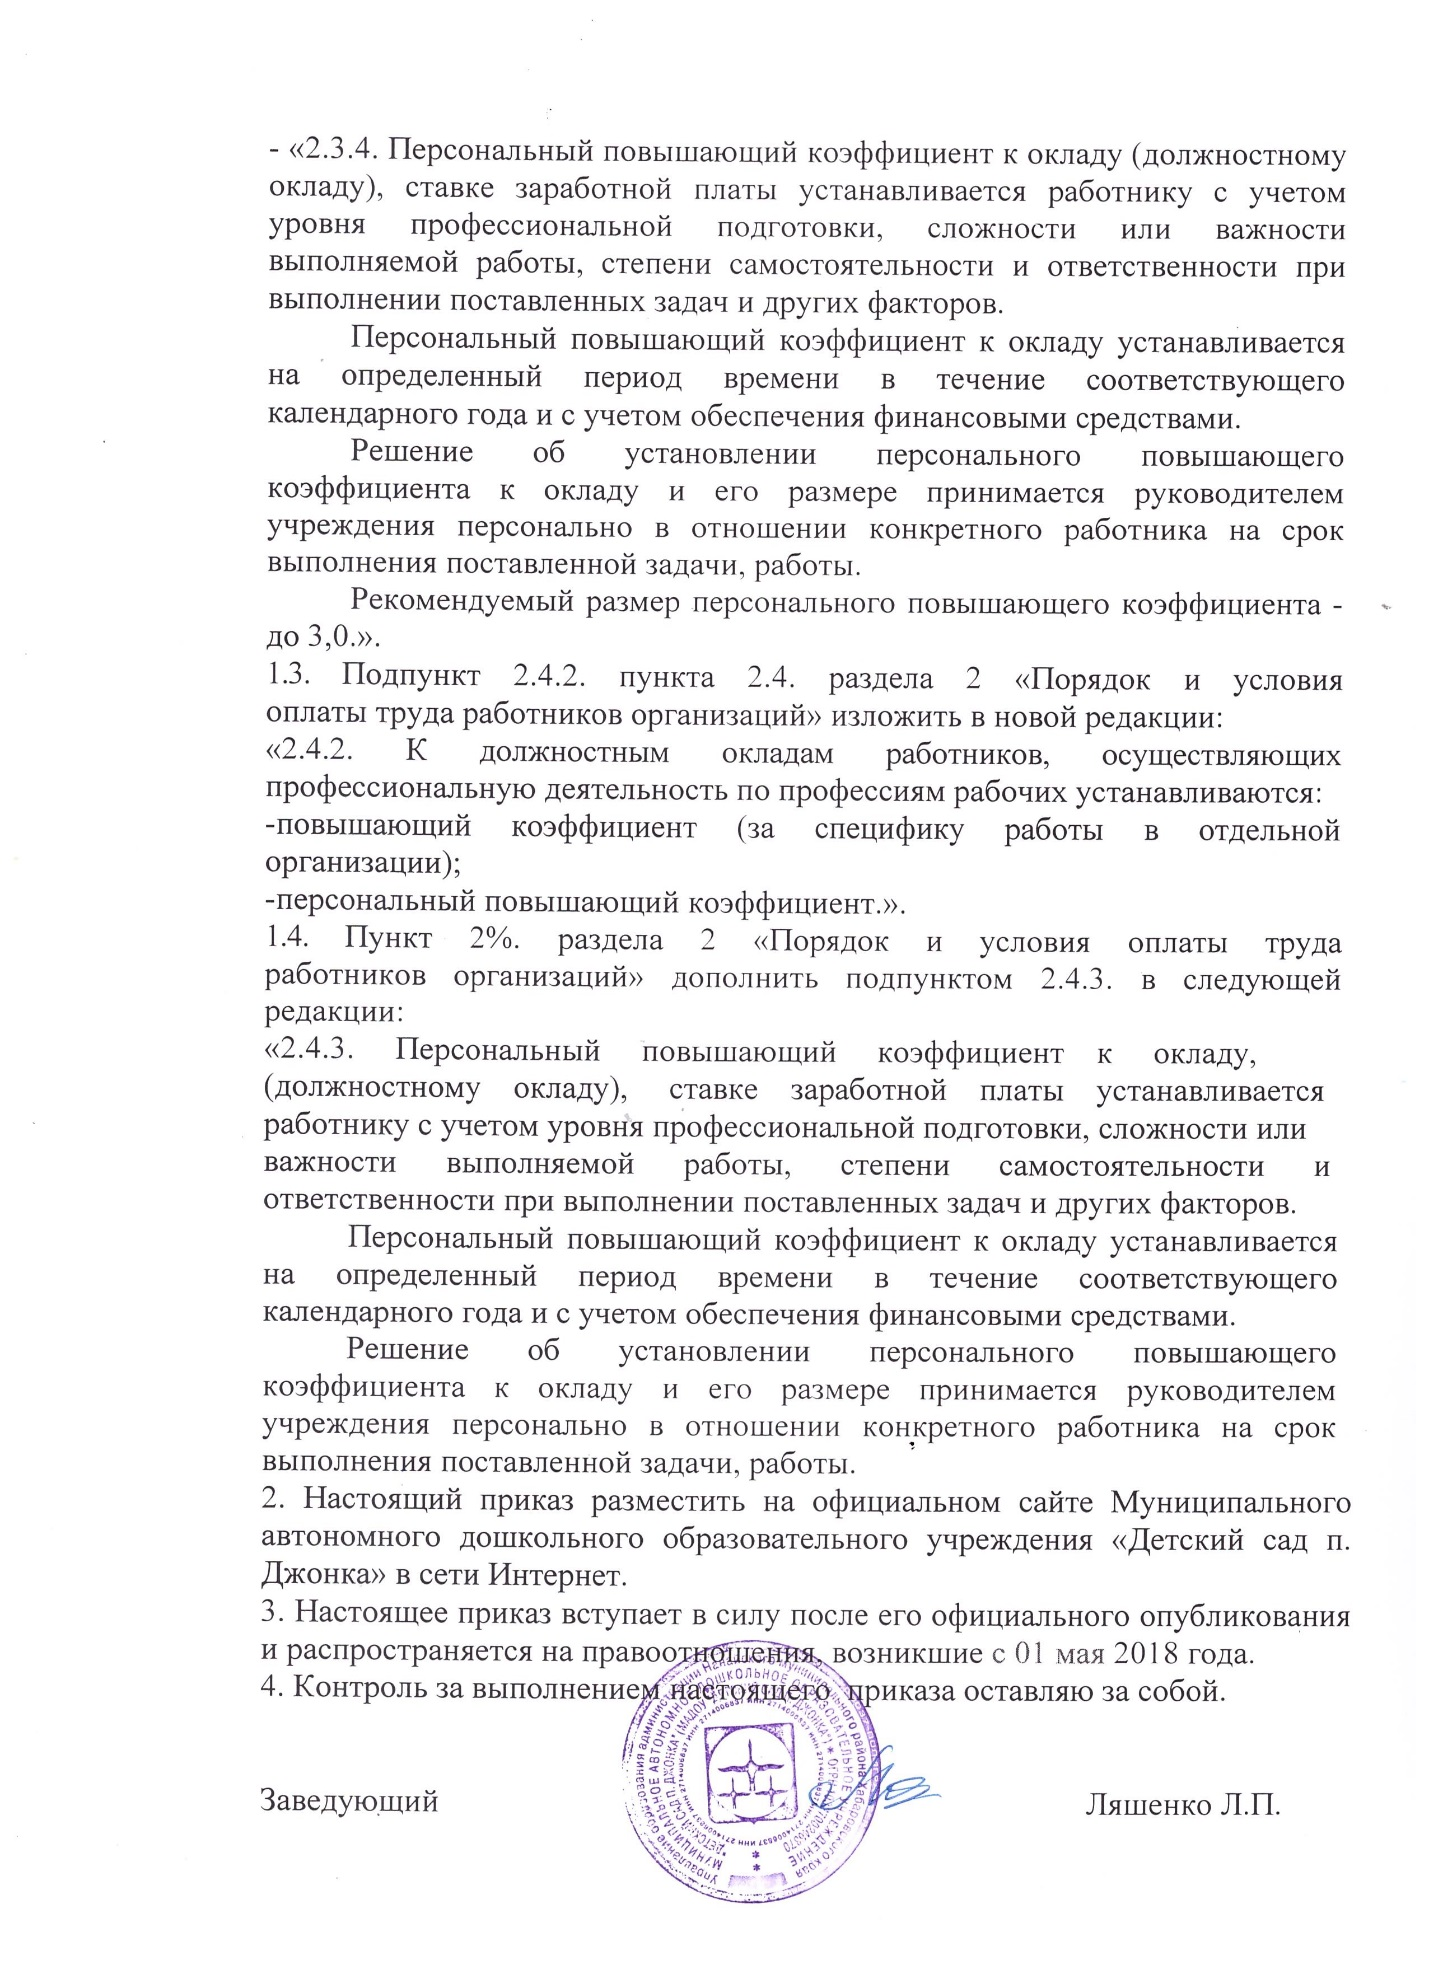 - «2.3.4. Персональный повышающий коэффициент к окладу (должностному
окладу), ставке заработной платы устанавливается работнику с учетом
уровня профессиональной подготовки, сложности или важности
выполняемой работы, степени самостоятельности и ответственности при
выполнении поставленных задач и других факторов.
Персональный повышающий коэффициент к окладу устанавливается
на определенный период времени в течение соответствующего
календарного года и с учетом обеспечения финансовыми средствами.
Решение об установлении персонального повышающего
коэффициента к окладу и его размере принимается руководителем
учреждения персонально в отношении конкретного работника на срок
выполнения поставленной задачи, работы.
Рекомендуемый размер персонального повышающего коэффициента -
до 3,0.».
1.3. Подпункт 2.4.2. пункта 2.4. раздела 2 «Порядок и условия
оплаты труда работников организаций» изложить в новой редакции:
«2.4.2. К должностным окладам работников, осуществляющих
профессиональную деятельность по профессиям рабочих устанавливаются:
-повышающий коэффициент (за специфику работы в отдельной
организации);
-персональный повышающий коэффициент.».
1.4. Пункт 2%. раздела 2 «Порядок и условия оплаты труда
работников организаций» дополнить подпунктом 2.4.3. в следующей
редакции:
«2.4.3. Персональный повышающий коэффициент к окладу,
(должностному окладу), ставке заработной платы устанавливается
работнику с учетом уровня профессиональной подготовки, сложности или
важности выполняемой работы, степени самостоятельности и
ответственности при выполнении поставленных задач и других факторов.
Персональный повышающий коэффициент к окладу устанавливается
на определенный период времени в течение соответствующего
календарного года и с учетом обеспечения финансовыми средствами.
Решение об установлении персонального повышающего
коэффициента к окладу и его размере принимается руководителем
учреждения персонально в отношении конкретного работника на срок
выполнения поставленной задачи, работы.
2. Настоящий приказ разместить на официальном сайте Муниципального
автономного дошкольного образовательного учреждения «Детский сад п.
Джонка» в сети Интернет.
3. Настоящее приказ вступает в силу после его официального опубликования
и распространяется на правоотношения, возникшие с 01 мая 2018 года.
4. Контроль за выполнением настоящего приказа оставляю за собой.
Управление образования администрации Нанайского муниципального района Хабаровского края
МУНИЦИПАЛЬНОЕ АВТОНОМНОЕ ДОШКОЛЬНОЕ ОБРАЗОВАТЕЛЬНОЕ УЧРЕЖДЕНИЕ
Заведующий Ляшенко Л.П.